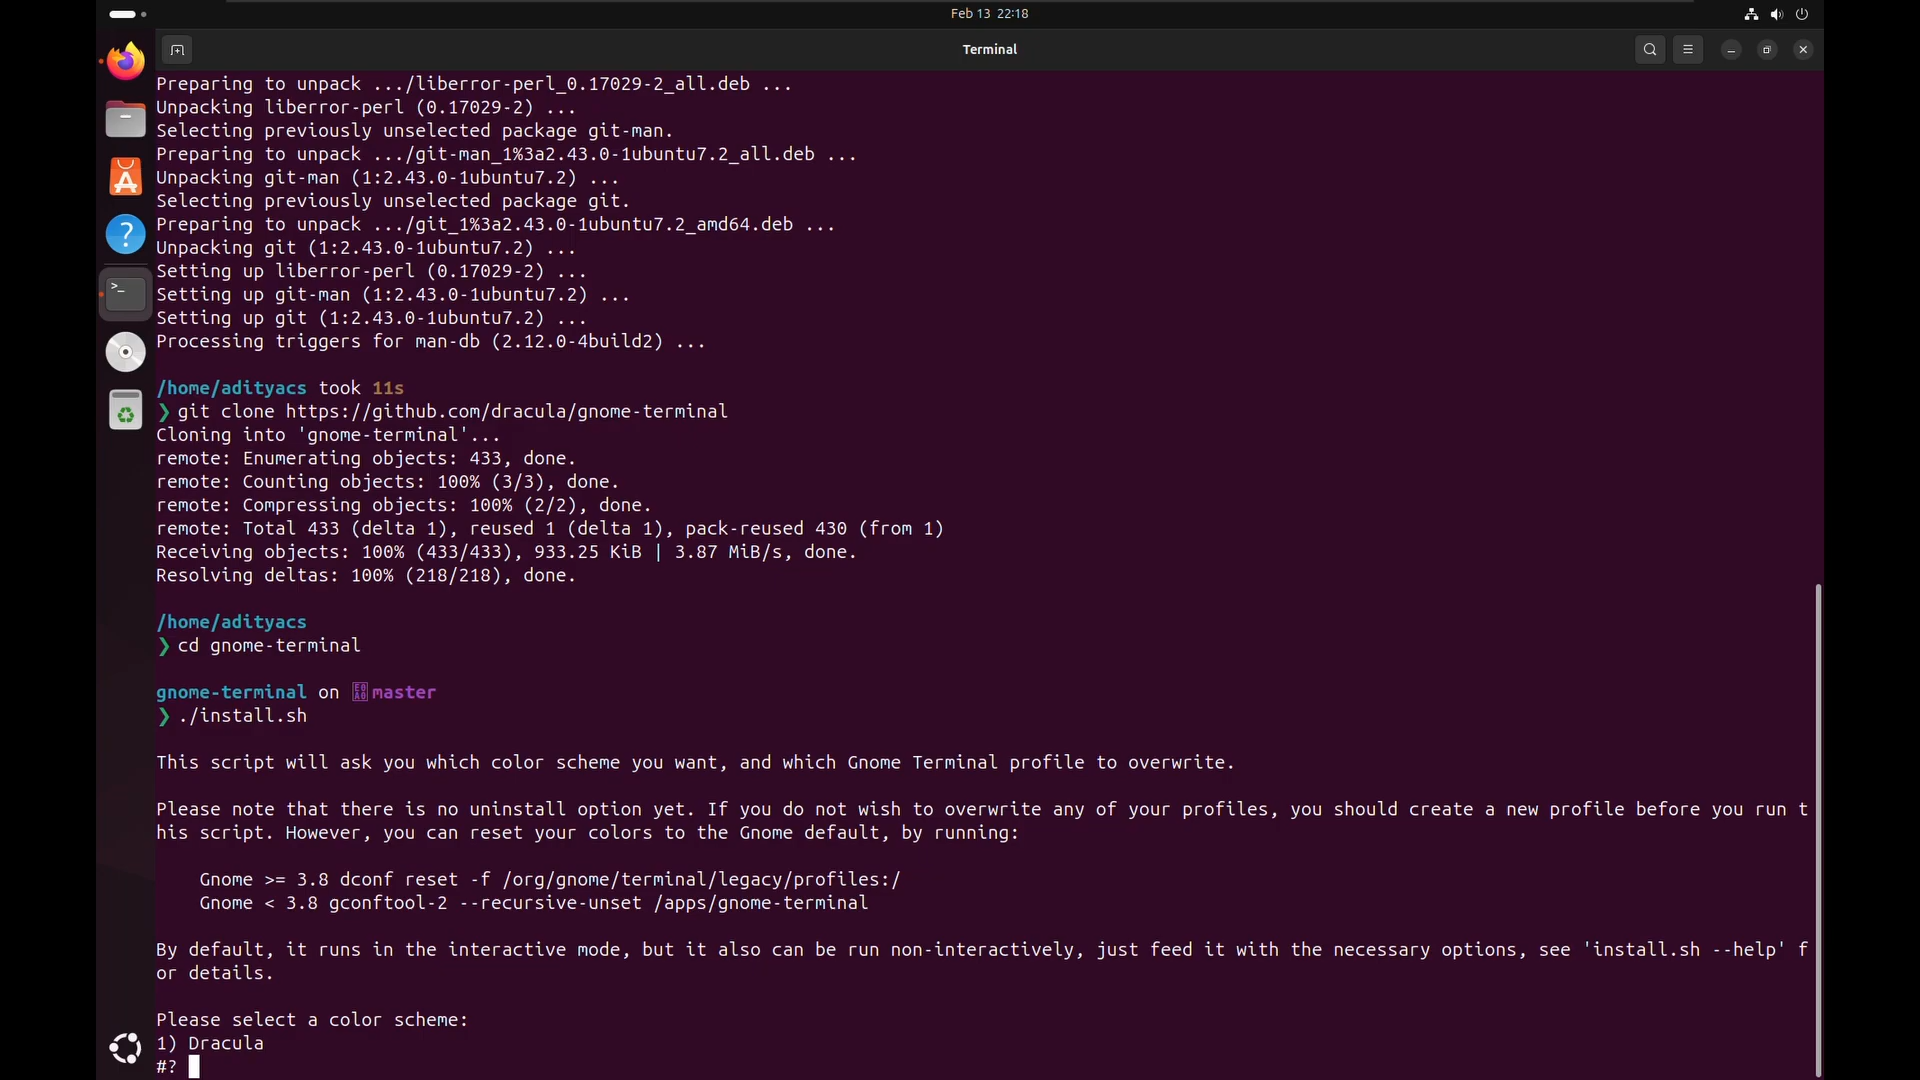 Feb 13 22:18
Terminal
Preparing to unpack .../liberror-perl_0.17029-2_all.deb ...
Unpacking liberror-perl (0.17029-2) ...
Selecting previously unselected package git-man.
Preparing to unpack .../git-man_1%3a2.43.0-1ubuntu7.2_all.deb ...
Unpacking git-man (1:2.43.0-1ubuntu7.2) ...
Selecting previously unselected package git.
Preparing to unpack .../git_1%3a2.43.0-1ubuntu7.2_amd64.deb ...
Unpacking git (1:2.43.0-1ubuntu7.2) ...
Setting up liberror-perl (0.17029-2) ...
Setting up git-man (1:2.43.0-1ubuntu7.2) ...
Setting up git (1:2.43.0-1ubuntu7.2) ...
Processing triggers for man-db (2.12.0-4build2) ...
/home/adityacs took 11s
❯ git clone https://github.com/dracula/gnome-terminal
Cloning into 'gnome-terminal'...
remote: Enumerating objects: 433, done.
remote: Counting objects: 100% (3/3), done.
remote: Compressing objects: 100% (2/2), done.
remote: Total 433 (delta 1), reused 1 (delta 1), pack-reused 430 (from 1)
Receiving objects: 100% (433/433), 933.25 KiB | 3.87 MiB/s, done.
Resolving deltas: 100% (218/218), done.
/home/adityacs
❯ cd gnome-terminal
gnome-terminal on master
❯ ./install.sh
This script will ask you which color scheme you want, and which Gnome Terminal profile to overwrite.
Please note that there is no uninstall option yet. If you do not wish to overwrite any of your profiles, you should create a new profile before you run t
his script. However, you can reset your colors to the Gnome default, by running:
Gnome >= 3.8 dconf reset -f /org/gnome/terminal/legacy/profiles:/
Gnome < 3.8 gconftool-2 --recursive-unset /apps/gnome-terminal
By default, it runs in the interactive mode, but it also can be run non-interactively, just feed it with the necessary options, see 'install.sh --help' f
or details.
Please select a color scheme:
1) Dracula
#?